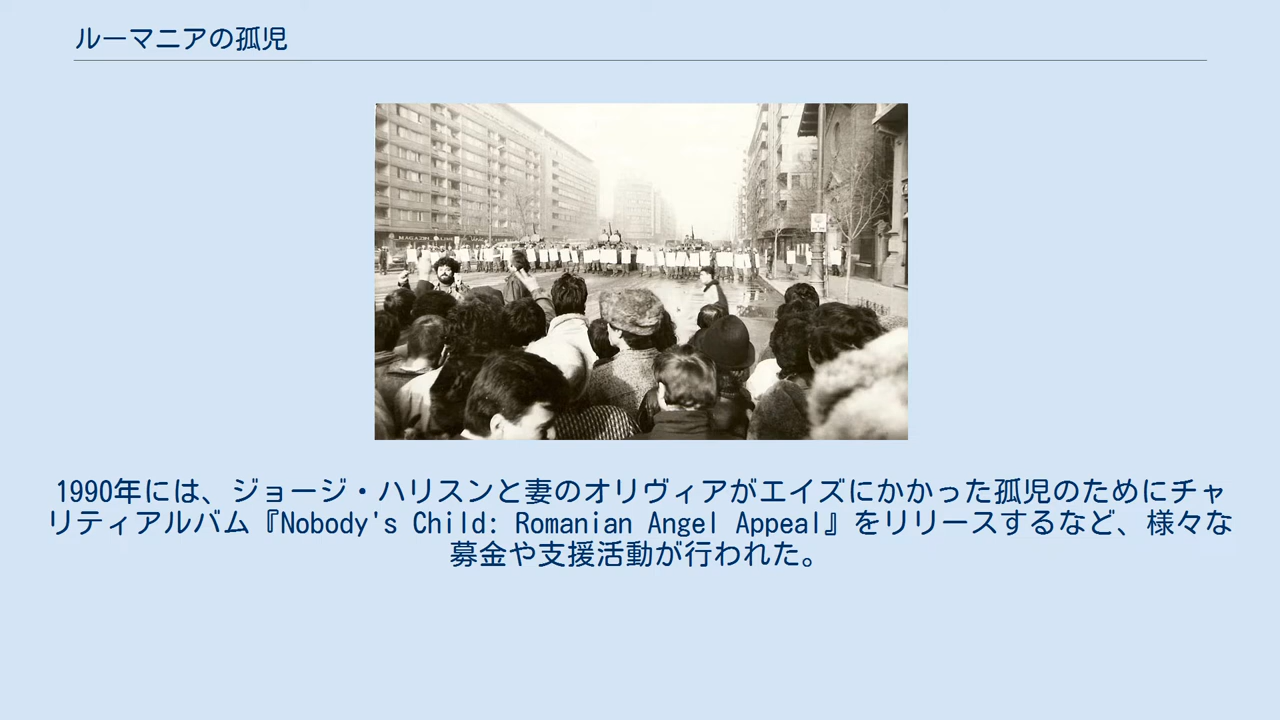 ルーマニアの孤児
MAGAZIN
1990年には、ジョージ・ハリスンと妻のオリヴィアがエイズにかかった孤児のためにチャ
リティアルバム『Nobody's Child: Romanian Angel Appeal』をリリースするなど、様々な
募金や支援活動が行われた。